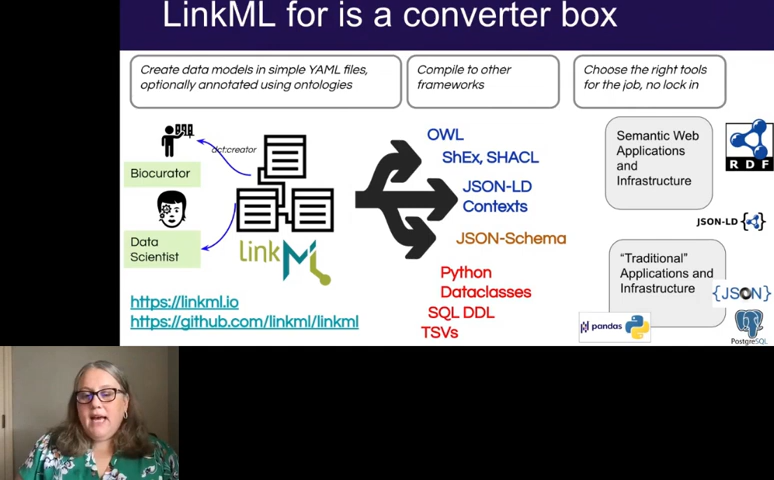 LinkML for is a converter box
Create data models in simple YAML files,
optionally annotated using ontologies
Compile to other
frameworks
Choose the right tools
for the job, no lock in
dct:creator
Biocurator
Data
Scientist
linkML
https://linkml.io
https://github.com/linkml/linkml
OWL
ShEx, SHACL
JSON-LD
Contexts
JSON-Schema
Python
Dataclasses
SQL DDL
TSVs
Semantic Web
Applications
and
Infrastructure
RDF
JSON-LD
“Traditional”
Applications and
Infrastructure
{JSON}
pandas
PostgreSQL